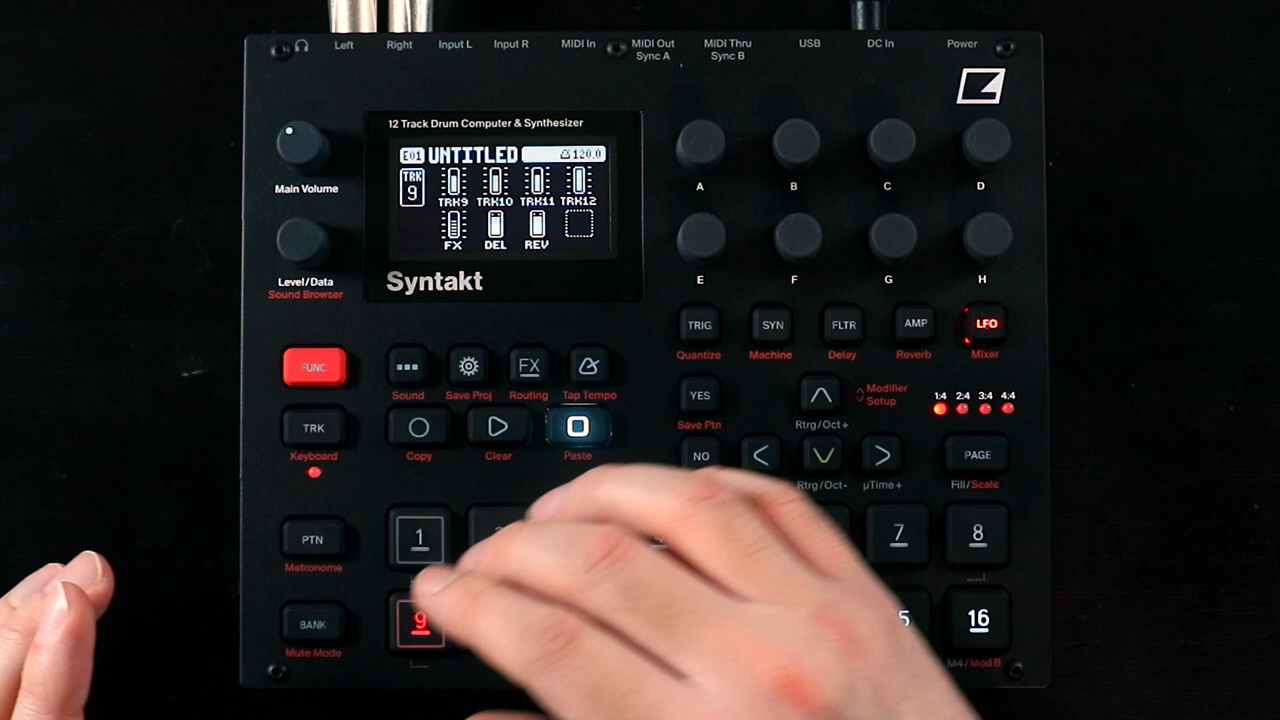 Left Right Input L Input R MIDI In MIDI Out MIDI Thru USB DC In Power
Sync A Sync B
12 Track Drum Computer & Synthesizer
E01 UNTITLED 120.0
TRK
9
TRK9 TRK10 TRK11 TRK12
FX DEL REV
Syntakt
Main Volume
Level/Data
Sound Browser
A B C D
E F G H
TRIG SYN FLTR AMP LFO
Quantize Machine Delay Reverb Mixer
FUNC FX
Sound Save Proj Routing Tap Tempo
YES
Save Ptn
Modifier
Setup
Rtrg/Oct+
1:4 2:4 3:4 4:4
TRK
Keyboard
Copy Clear Paste
NO
PAGE
Rtrg/Oct- µTime+ Fill/Scale
PTN
Metronome
1 7 8
BANK
Mute Mode
9 5 16
M4/Mod B